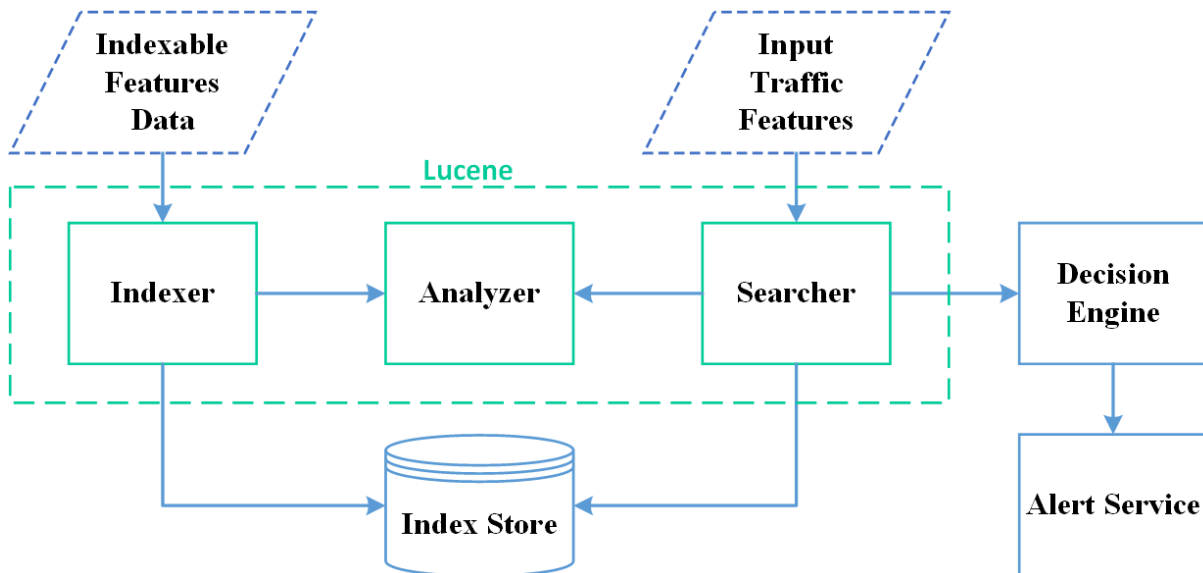 Indexable
Features
Data
Input
Traffic
Features
Lucene
Indexer
Analyzer
Searcher
Decision
Engine
Index Store
Alert Service